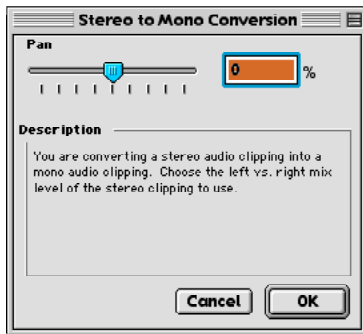 Stereo to Mono Conversion
Pan
0 %
Description
You are converting a stereo audio clipping into a
mono audio clipping. Choose the left vs. right mix
level of the stereo clipping to use.
Cancel OK